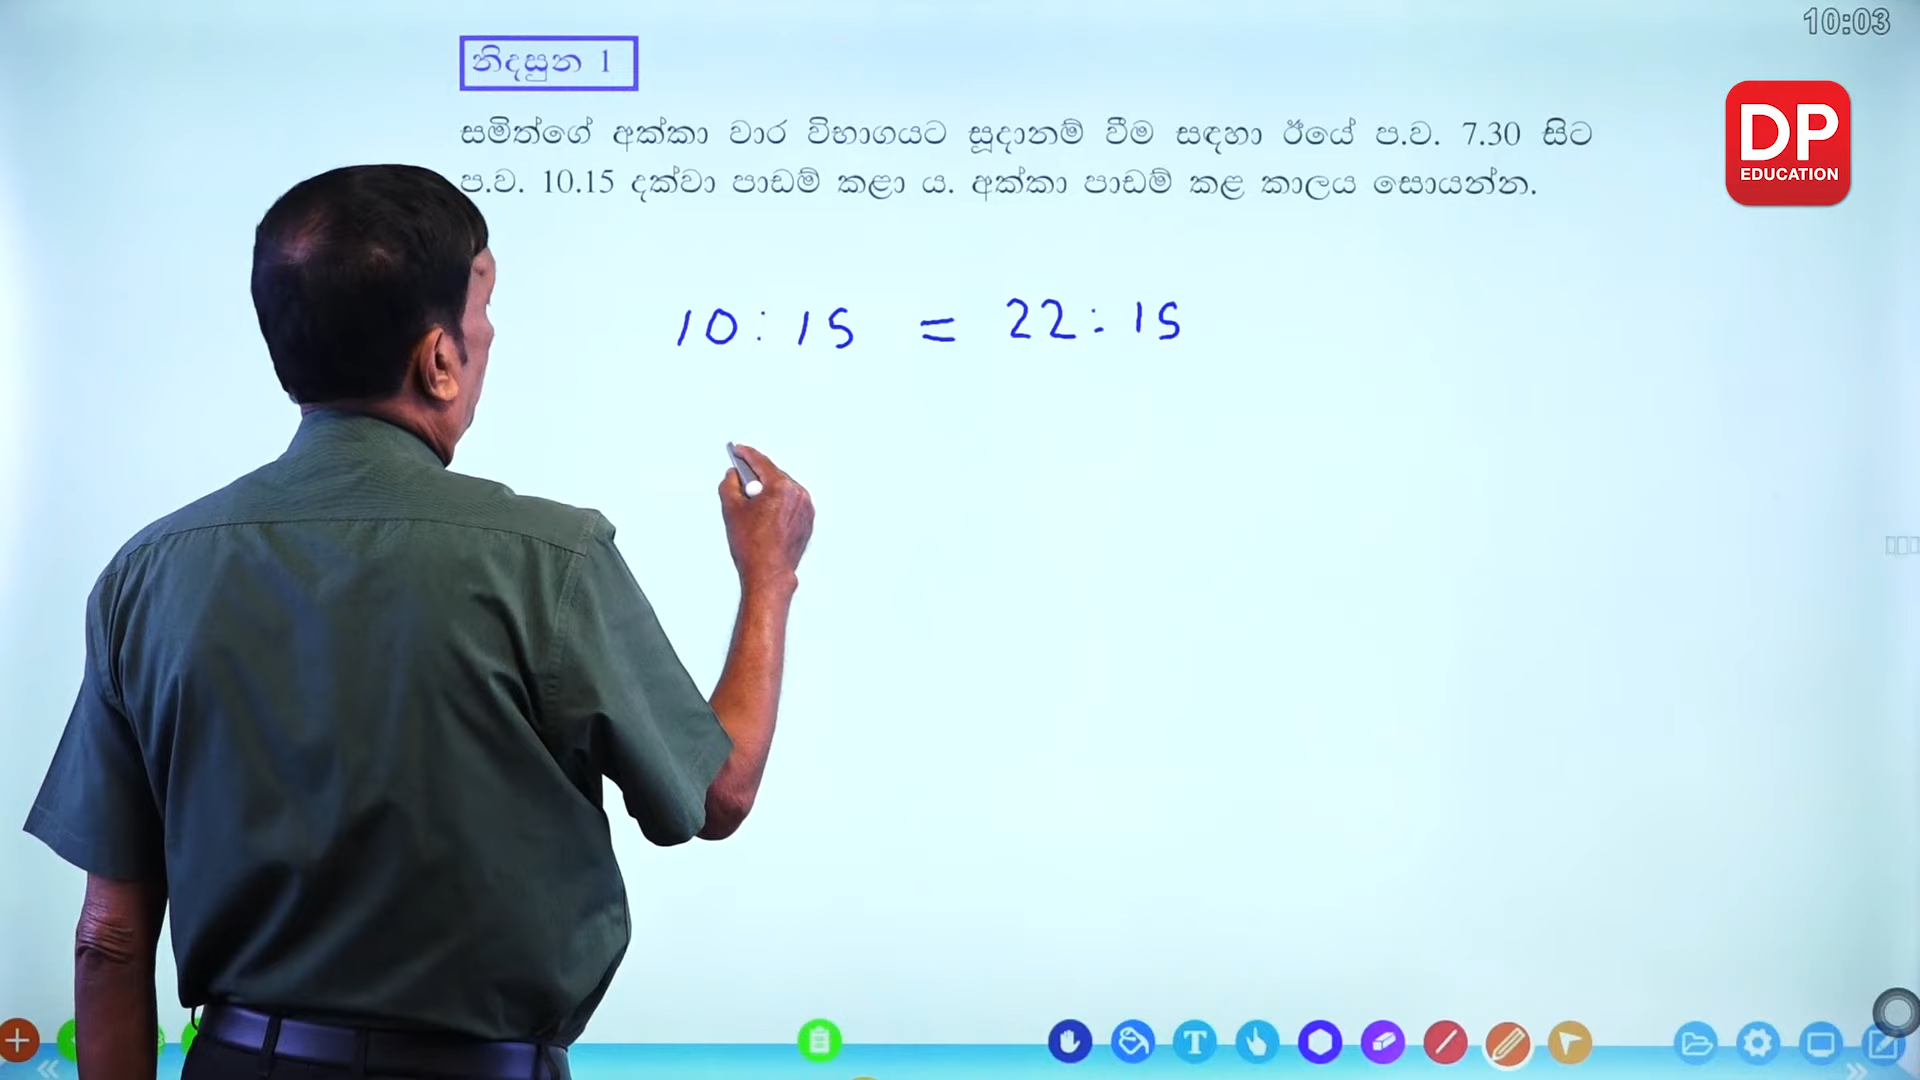 10:03
නිදසුන 1
DP
EDUCATION
සමිත්ගේ අක්කා වාර විභාගයට සූදානම් වීම සඳහා ඊයේ ප.ව. 7.30 සිට
ප.ව. 10.15 දක්වා පාඩම් කළා ය. අක්කා පාඩම් කළ කාලය සොයන්න.
10 : 15 = 22 : 15
T